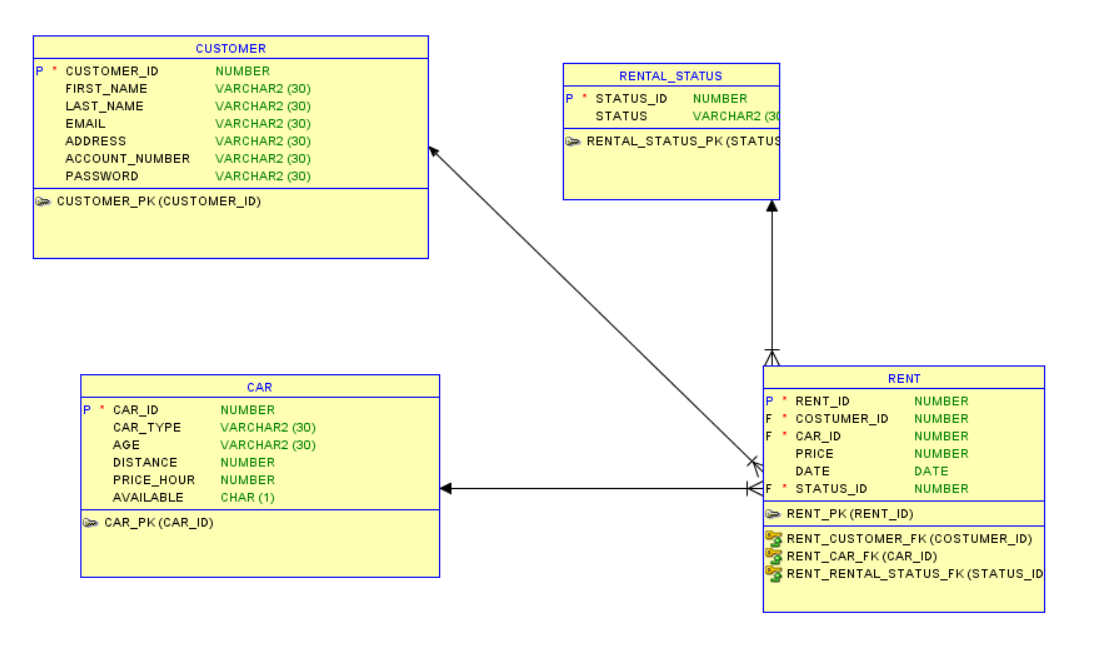 CUSTOMER
P * CUSTOMER_ID NUMBER
FIRST_NAME VARCHAR2 (30)
LAST_NAME VARCHAR2 (30)
EMAIL VARCHAR2 (30)
ADDRESS VARCHAR2 (30)
ACCOUNT_NUMBER VARCHAR2 (30)
PASSWORD VARCHAR2 (30)
CUSTOMER_PK (CUSTOMER_ID)
RENTAL_STATUS
P * STATUS_ID NUMBER
STATUS VARCHAR2 (30
RENTAL_STATUS_PK (STATUS
CAR
P * CAR_ID NUMBER
CAR_TYPE VARCHAR2 (30)
AGE VARCHAR2 (30)
DISTANCE NUMBER
PRICE_HOUR NUMBER
AVAILABLE CHAR (1)
CAR_PK (CAR_ID)
RENT
P * RENT_ID NUMBER
F * COSTUMER_ID NUMBER
F * CAR_ID NUMBER
PRICE NUMBER
DATE DATE
F * STATUS_ID NUMBER
RENT_PK (RENT_ID)
RENT_CUSTOMER_FK (COSTUMER_ID)
RENT_CAR_FK (CAR_ID)
RENT_RENTAL_STATUS_FK (STATUS_ID